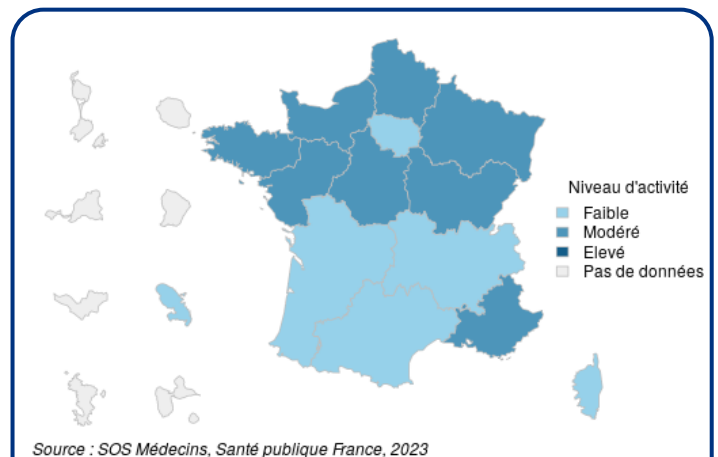 Niveau d'activité
Faible
Modéré
Elevé
Pas de données
Source : SOS Médecins, Santé publique France, 2023